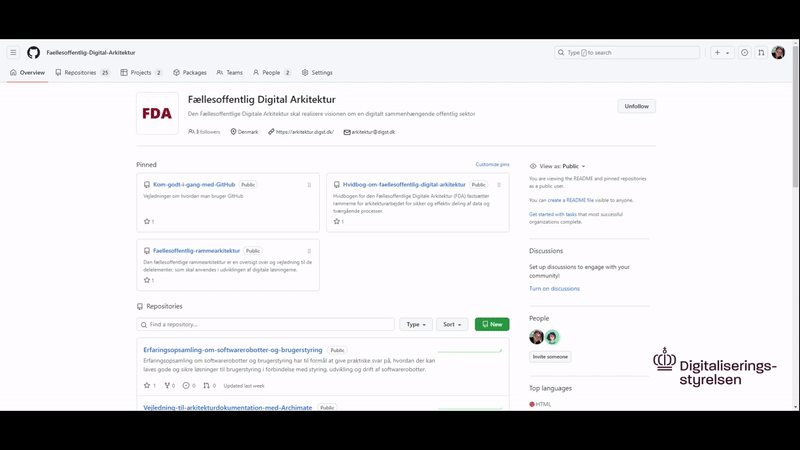 Faellesoffentlig-Digital-Arkitektur
Type / to search
Overview
Repositories 25
Projects 2
Packages
Teams
People 2
Settings
FDA
Fællesoffentlig Digital Arkitektur
Den Fællesoffentlige Digitale Arkitektur skal realisere visionen om en digitalt sammenhængende offentlig sektor
3 followers
Denmark
https://arkitektur.digst.dk/
arkitektur@digst.dk
Unfollow
Pinned
Customize pins
Kom-godt-i-gang-med-GitHub Public
Vejledninger om hvordan man bruger GitHub
1
Hvidbog-om-faellesoffentlig-digital-arkitektur Public
Hvidbogen for den Fællesoffentlige Digitale Arkitektur (FDA) fastsætter
rammerne for arkitekturarbejdet for sikker og effektiv deling af data og
tværgående processer.
1
Faellesoffentlig-rammearkitektur Public
Den fællesoffentlige rammearkitektur er en oversigt over og vejledning til de
delelementer, som skal anvendes i udviklingen af digitale løsningerne.
1
Repositories
Find a repository...
Type
Sort
New
Erfaringsopsamling-om-softwarerobotter-og-brugerstyring Public
Erfaringsopsamling om softwarerobotter og brugerstyring har til formål at give praktiske svar på, hvordan der kan
laves gode og sikre løsninger til brugerstyring i forbindelse med styring, udvikling og drift af softwarerobotter.
1 0 0 0 Updated last week
Vejledning-til-arkitekturdokumentation-med-Archimate Public
View as: Public
You are viewing the README and pinned repositories
as a public user.
You can create a README file visible to anyone.
Get started with tasks that most successful
organizations complete.
Discussions
Set up discussions to engage with your
community!
Turn on discussions
People
Invite someone
Top languages
HTML
Digitaliserings-
styrelsen